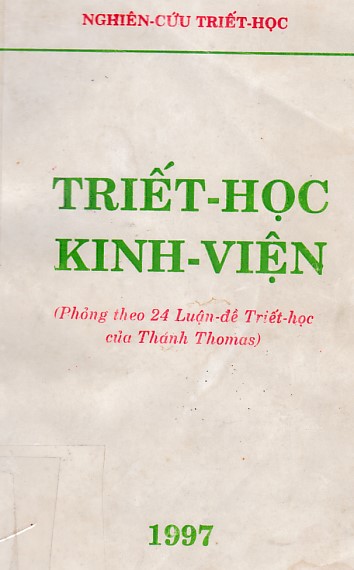 NGHIÊN-CỨU TRIẾT-HỌC
TRIẾT-HỌC
KINH-VIỆN
(Phỏng theo 24 Luận-đề Triết-học
của Thánh Thomas)
1997